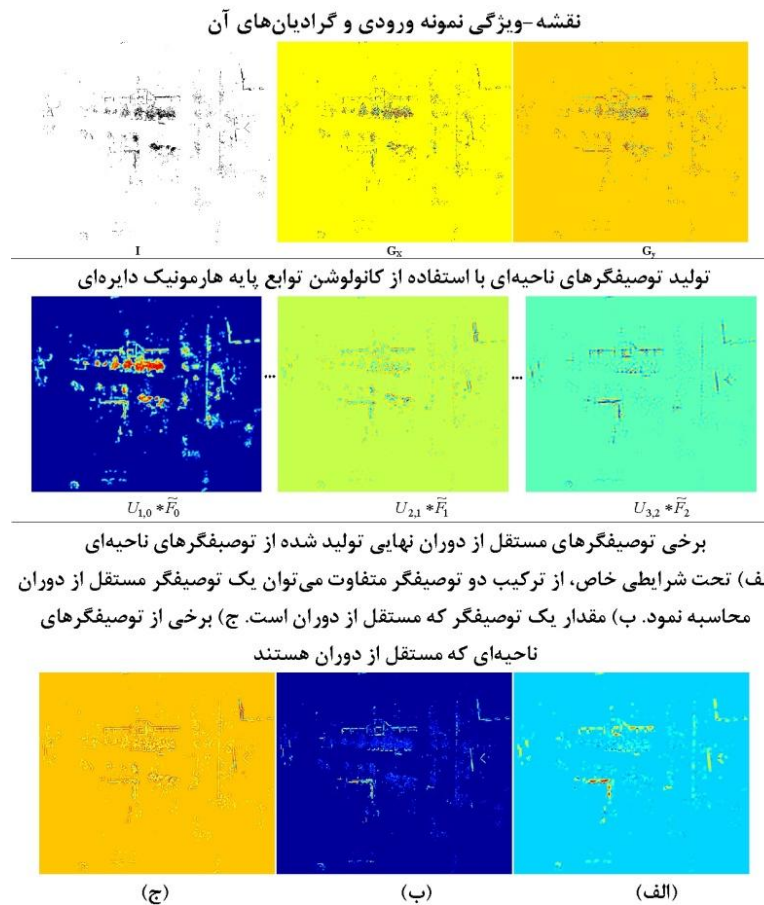 نقشه-ویژگی نمونه ورودی و گرادیان‌های آن
I
Gx
Gy
تولید توصیفگرهای ناحیه‌ای با استفاده از کانولوشن توابع پایه هارمونیک دایره‌ای
... ...
U1,0 * F̃0
U2,1 * F̃1
U3,2 * F̃2
برخی توصیفگرهای مستقل از دوران نهایی تولید شده از توصبفگرهای ناحیه‌ای
لف) تحت شرایطی خاص، از ترکیب دو توصیفگر متفاوت می‌توان یک توصیفگر مستقل از دوران
محاسبه نمود. ب) مقدار یک توصیفگر که مستقل از دوران است. ج) برخی از توصیفگرهای
ناحیه‌ای که مستقل از دوران هستند
(الف)
(ب)
(ج)